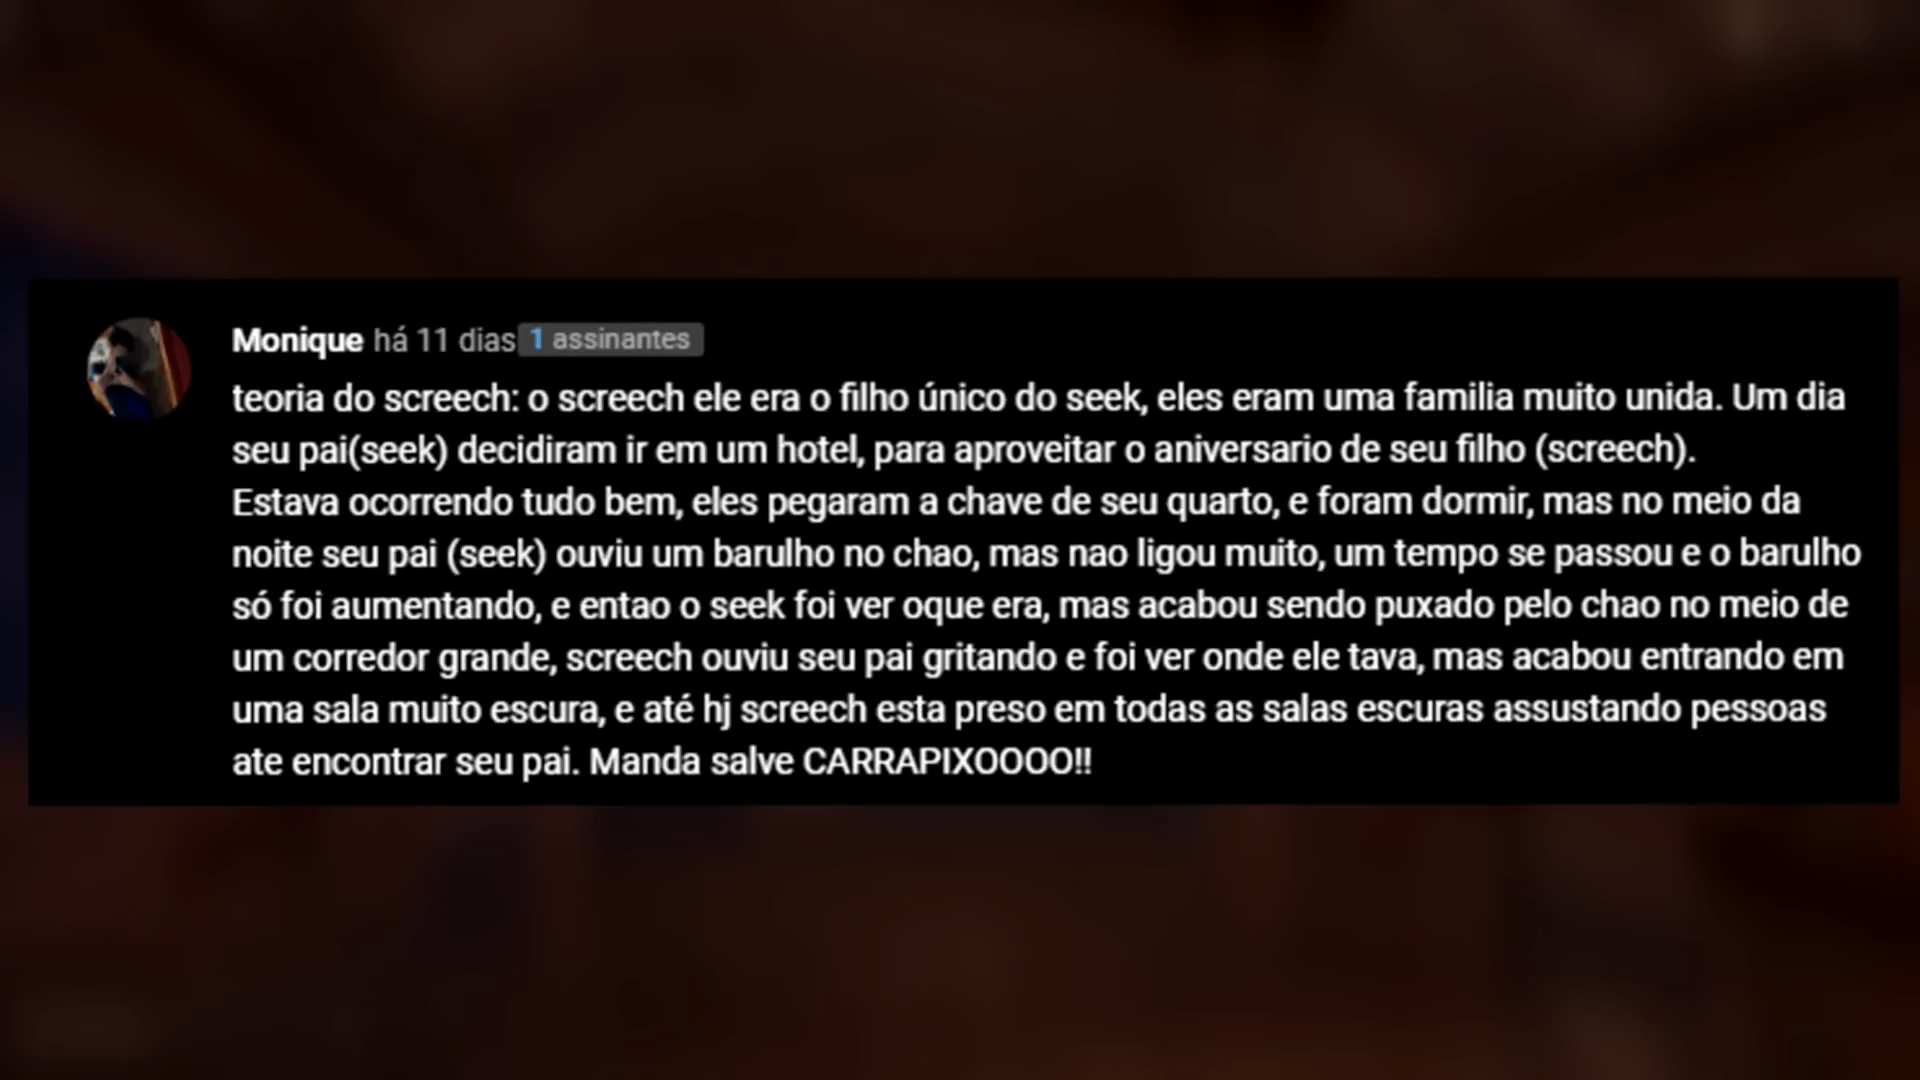 Monique há 11 dias 1 assinantes
teoria do screech: o screech ele era o filho único do seek, eles eram uma familia muito unida. Um dia
seu pai(seek) decidiram ir em um hotel, para aproveitar o aniversario de seu filho (screech).
Estava ocorrendo tudo bem, eles pegaram a chave de seu quarto, e foram dormir, mas no meio da
noite seu pai (seek) ouviu um barulho no chao, mas nao ligou muito, um tempo se passou e o barulho
só foi aumentando, e entao o seek foi ver oque era, mas acabou sendo puxado pelo chao no meio de
um corredor grande, screech ouviu seu pai gritando e foi ver onde ele tava, mas acabou entrando em
uma sala muito escura, e até hj screech esta preso em todas as salas escuras assustando pessoas
ate encontrar seu pai. Manda salve CARRAPIXOOOO!!